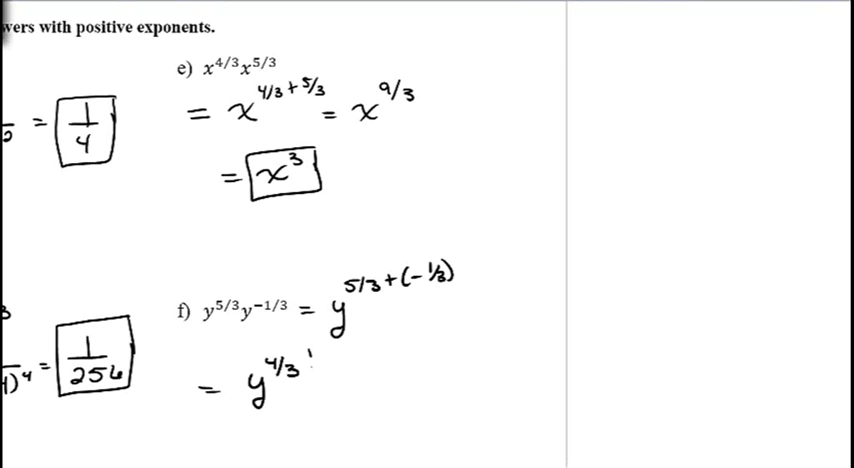 wers with positive exponents.
e) x^{4/3}x^{5/3}
= x^{4/3 + 5/3} = x^{9/3}
= 1/4
= x^3
f) y^{5/3}y^{-1/3} = y^{5/3 + (-1/3)}
)^4 = 1/256
= y^{4/3}